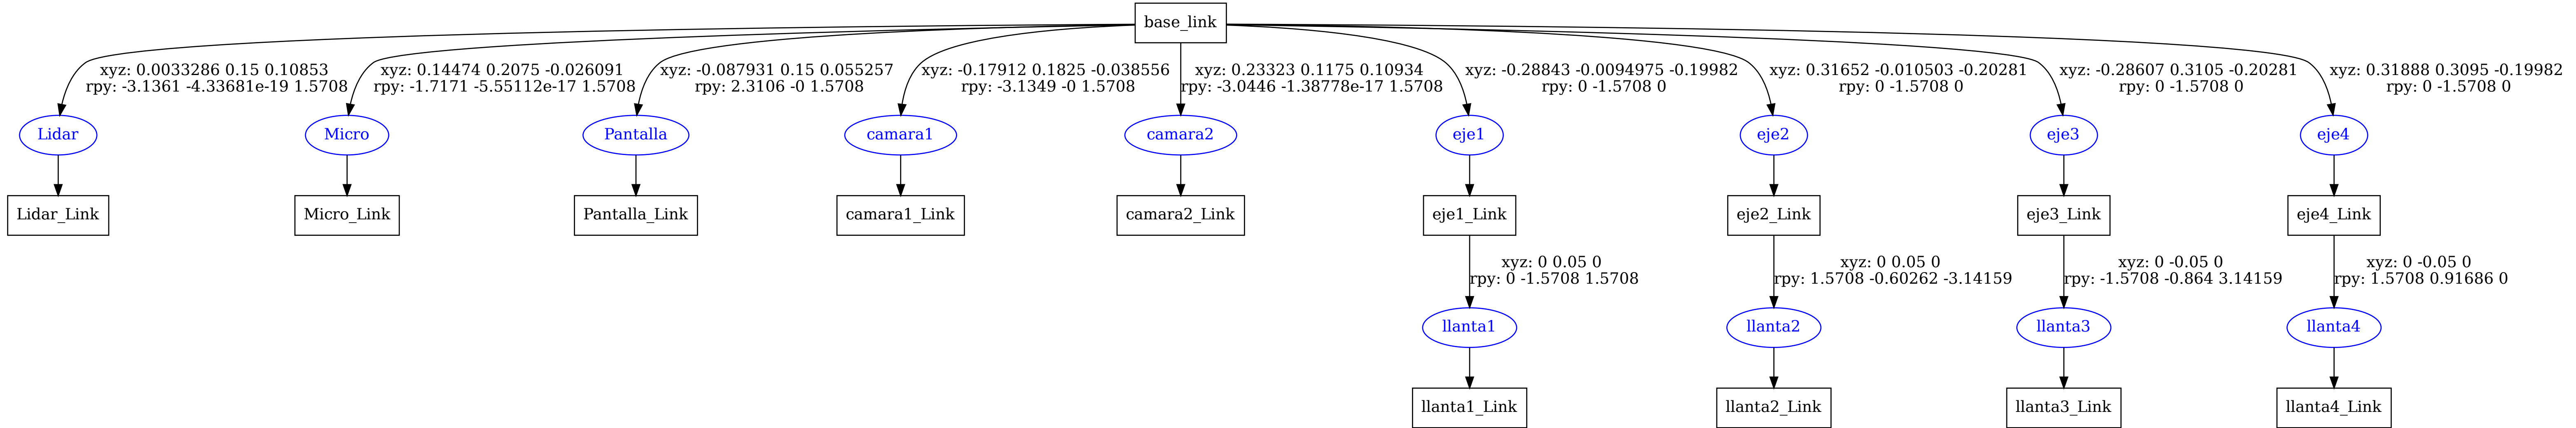 base_link
xyz: 0.0033286 0.15 0.10853
rpy: -3.1361 -4.33681e-19 1.5708
xyz: 0.14474 0.2075 -0.026091
rpy: -1.7171 -5.55112e-17 1.5708
xyz: -0.087931 0.15 0.055257
rpy: 2.3106 -0 1.5708
xyz: -0.17912 0.1825 -0.038556
rpy: -3.1349 -0 1.5708
xyz: 0.23323 0.1175 0.10934
rpy: -3.0446 -1.38778e-17 1.5708
xyz: -0.28843 -0.0094975 -0.19982
rpy: 0 -1.5708 0
xyz: 0.31652 -0.010503 -0.20281
rpy: 0 -1.5708 0
xyz: -0.28607 0.3105 -0.20281
rpy: 0 -1.5708 0
xyz: 0.31888 0.3095 -0.19982
rpy: 0 -1.5708 0
Lidar
Micro
Pantalla
camara1
camara2
eje1
eje2
eje3
eje4
Lidar_Link
Micro_Link
Pantalla_Link
camara1_Link
camara2_Link
eje1_Link
eje2_Link
eje3_Link
eje4_Link
xyz: 0 0.05 0
rpy: 0 -1.5708 1.5708
xyz: 0 0.05 0
rpy: 1.5708 -0.60262 -3.14159
xyz: 0 -0.05 0
rpy: -1.5708 -0.864 3.14159
xyz: 0 -0.05 0
rpy: 1.5708 0.91686 0
llanta1
llanta2
llanta3
llanta4
llanta1_Link
llanta2_Link
llanta3_Link
llanta4_Link